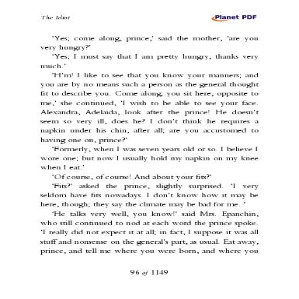 The Idiot
Planet PDF
'Yes; come along, prince,' said the mother, 'are you
very hungry?'
'Yes; I must say that I am pretty hungry, thanks very
much.'
'H'm! I like to see that you know your manners; and
you are by no means such a person as the general thought
fit to describe you. Come along; you sit here, opposite to
me,' she continued, 'I wish to be able to see your face.
Alexandra, Adelaida, look after the prince! He doesn't
seem so very ill, does he? I don't think he requires a
napkin under his chin, after all; are you accustomed to
having one on, prince?'
'Formerly, when I was seven years old or so. I believe I
wore one; but now I usually hold my napkin on my knee
when I eat.'
'Of course, of course! And about your fits?'
'Fits?' asked the prince, slightly surprised. 'I very
seldom have fits nowadays. I don't know how it may be
here, though; they say the climate may be bad for me. '
'He talks very well, you know!' said Mrs. Epanchin,
who still continued to nod at each word the prince spoke.
'I really did not expect it at all; in fact, I suppose it was all
stuff and nonsense on the general's part, as usual. Eat away,
prince, and tell me where you were born, and where you
96 of 1149